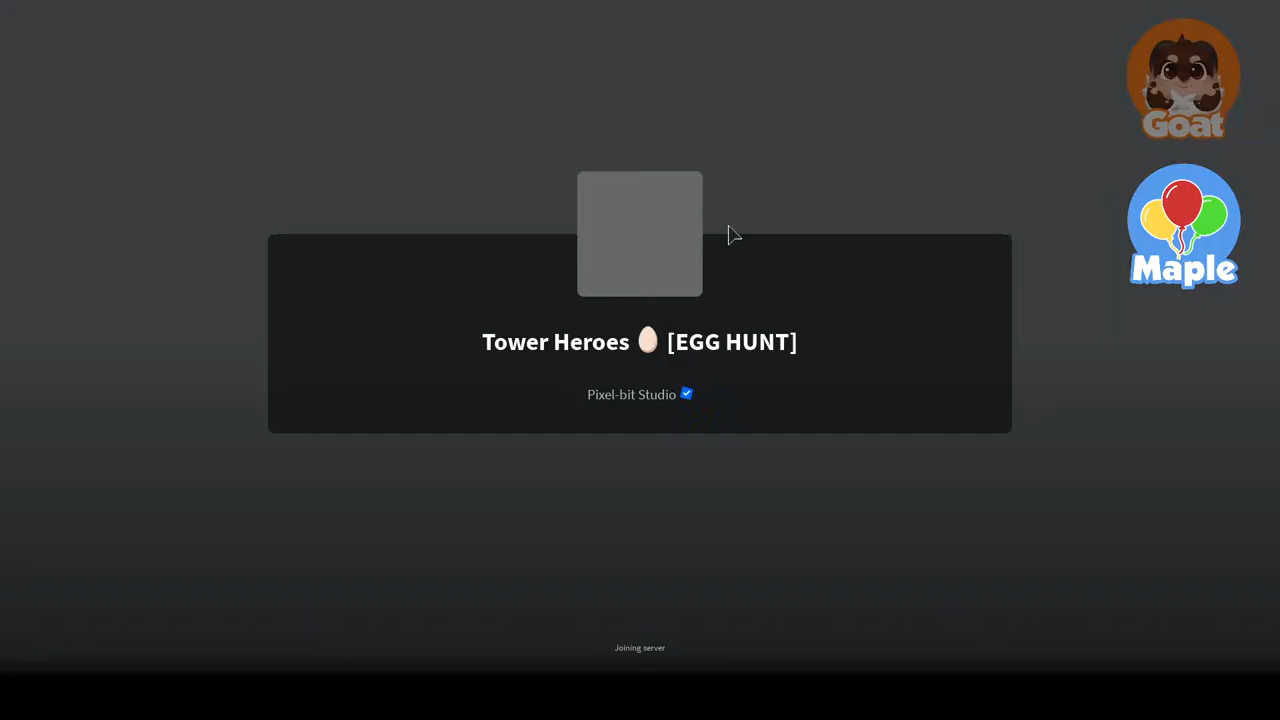 Goat
Maple
Tower Heroes 🥚 [EGG HUNT]
Pixel-bit Studio
Joining server